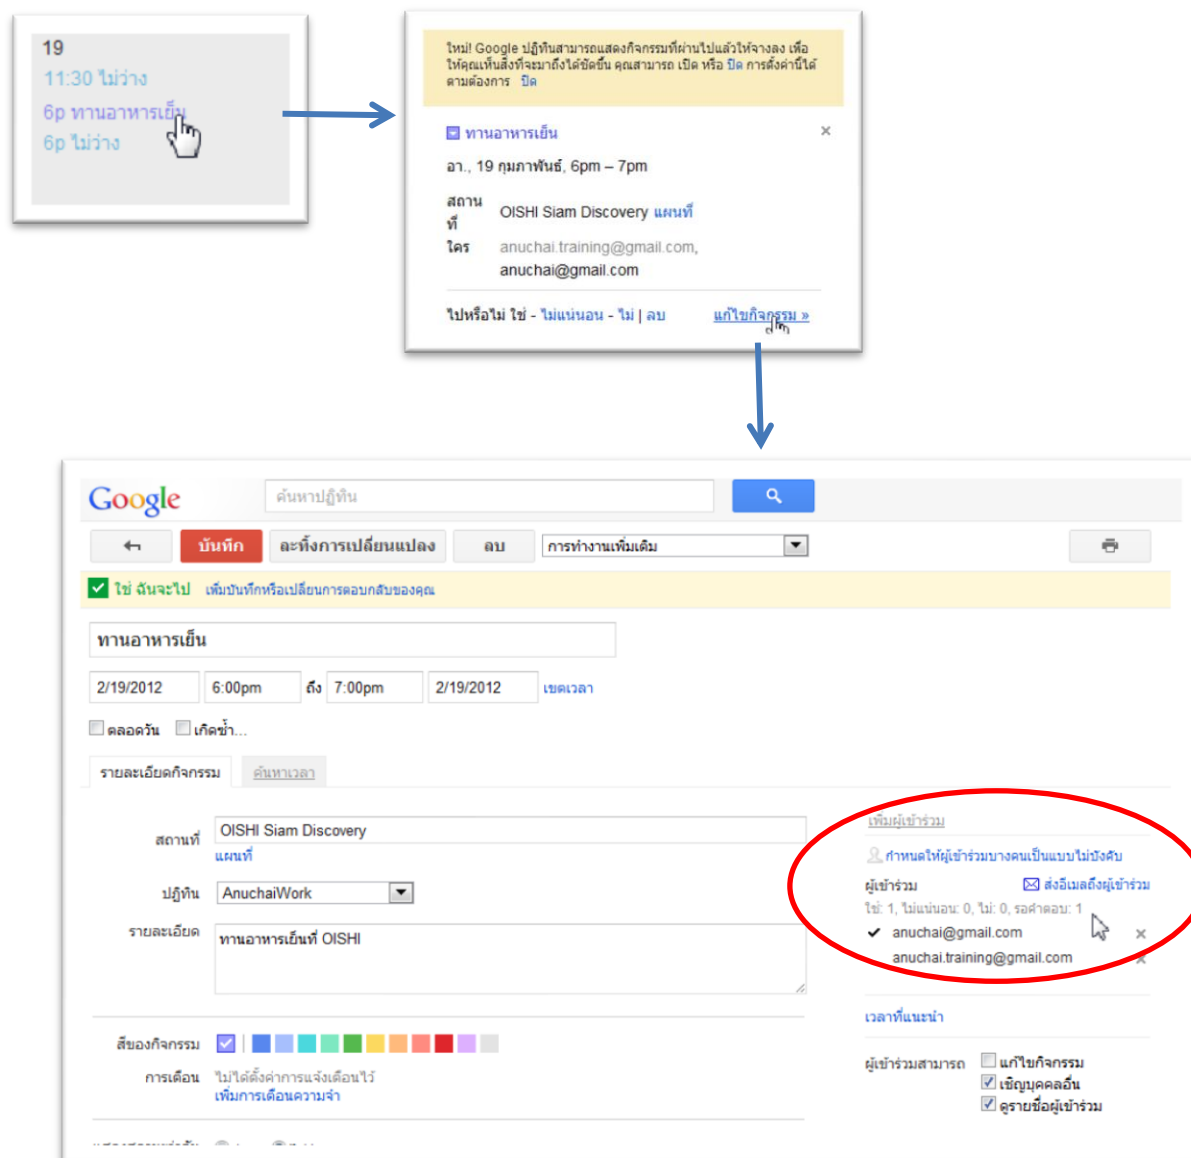 19
11:30 ไม่ว่าง
6p ทานอาหารเย็น
6p ไม่ว่าง
ใหม่! Google ปฏิทินสามารถแสดงกิจกรรมที่ผ่านไปแล้วให้จางลง เพื่อ
ให้คุณเห็นสิ่งที่จะมาถึงได้ชัดขึ้น คุณสามารถ เปิด หรือ ปิด การตั้งค่านี้ได้
ตามต้องการ ปิด
ทานอาหารเย็น ×
อา., 19 กุมภาพันธ์, 6pm – 7pm
สถาน
ที่ OISHI Siam Discovery แผนที่
ใคร anuchai.training@gmail.com,
anuchai@gmail.com
ไปหรือไม่ ใช่ - ไม่แน่นอน - ไม่ | ลบ แก้ไขกิจกรรม »
Google ค้นหาปฏิทิน
บันทึก ละทิ้งการเปลี่ยนแปลง ลบ การทำงานเพิ่มเติม
ใช่ ฉันจะไป เพิ่มบันทึกหรือเปลี่ยนการตอบกลับของคุณ
ทานอาหารเย็น
2/19/2012 6:00pm ถึง 7:00pm 2/19/2012 เขตเวลา
ตลอดวัน เกิดซ้ำ...
รายละเอียดกิจกรรม ค้นหาเวลา
สถานที่ OISHI Siam Discovery
แผนที่
ปฏิทิน AnuchaiWork
รายละเอียด ทานอาหารเย็นที่ OISHI
สีของกิจกรรม
การเตือน ไม่ได้ตั้งค่าการแจ้งเตือนไว้
เพิ่มการเตือนความจำ
เพิ่มผู้เข้าร่วม
กำหนดให้ผู้เข้าร่วมบางคนเป็นแบบไม่บังคับ
ผู้เข้าร่วม ส่งอีเมลถึงผู้เข้าร่วม
ใช่: 1, ไม่แน่นอน: 0, ไม่: 0, รอคำตอบ: 1
anuchai@gmail.com ×
anuchai.training@gmail.com ×
เวลาที่แนะนำ
ผู้เข้าร่วมสามารถ แก้ไขกิจกรรม
เชิญบุคคลอื่น
ดูรายชื่อผู้เข้าร่วม